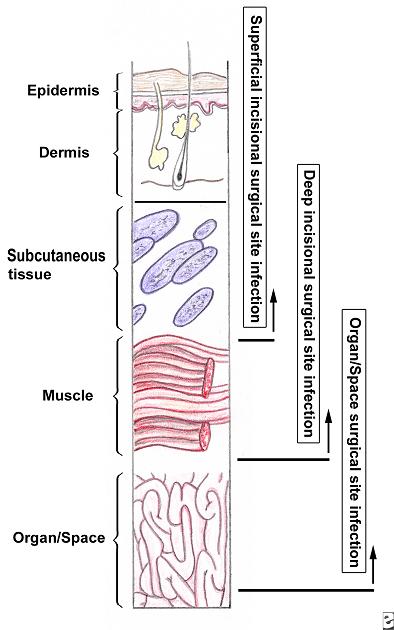 Epidermis
Dermis
Subcutaneous
tissue
Muscle
Organ/Space
Superficial incisional surgical site infection
Deep incisional surgical site infection
Organ/Space surgical site infection